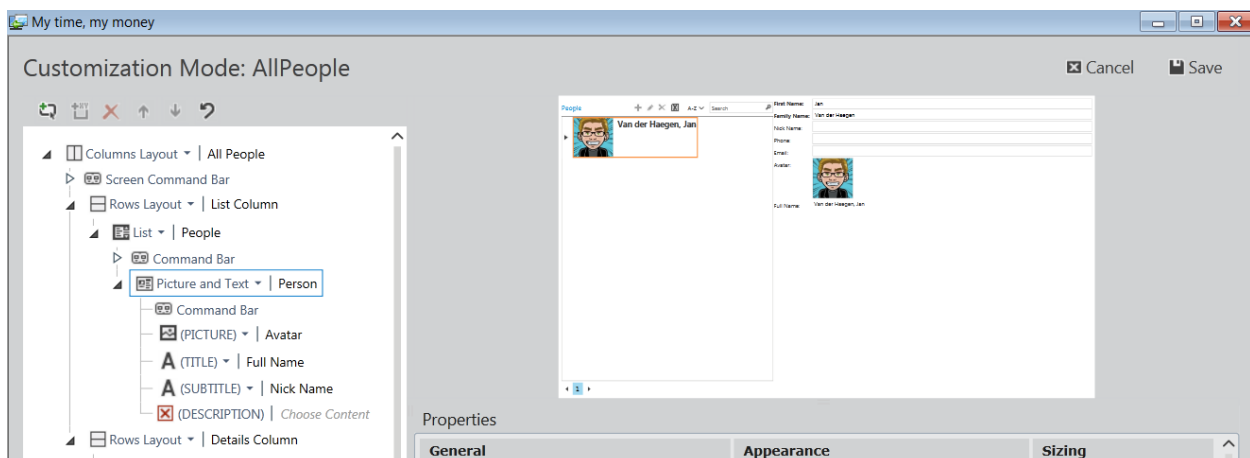 My time, my money
Customization Mode: AllPeople
Cancel
Save
Columns Layout | All People
Screen Command Bar
Rows Layout | List Column
List | People
Command Bar
Picture and Text | Person
Command Bar
(PICTURE) | Avatar
(TITLE) | Full Name
(SUBTITLE) | Nick Name
(DESCRIPTION) | Choose Content
Rows Layout | Details Column
People
A-Z
Search
Van der Haegen, Jan
1
First Name: Jan
Family Name: Van der Haegen
Nick Name:
Phone:
Email:
Avatar:
Full Name: Van der Haegen, Jan
Properties
General
Appearance
Sizing